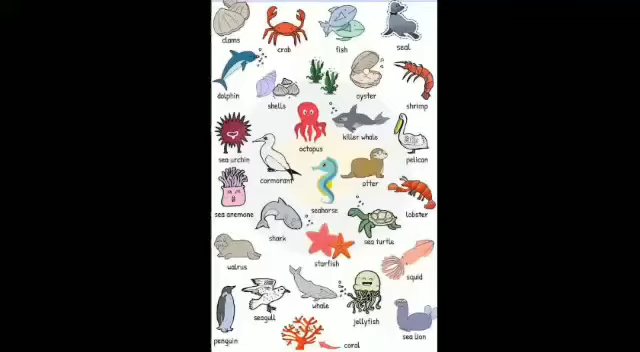 clams
crab
fish
seal
dolphin
shells
oyster
shrimp
octopus
killer whale
sea urchin
cormorant
pelican
otter
sea anemone
seahorse
lobster
shark
sea turtle
walrus
starfish
squid
seagull
whale
jellyfish
penguin
coral
sea lion